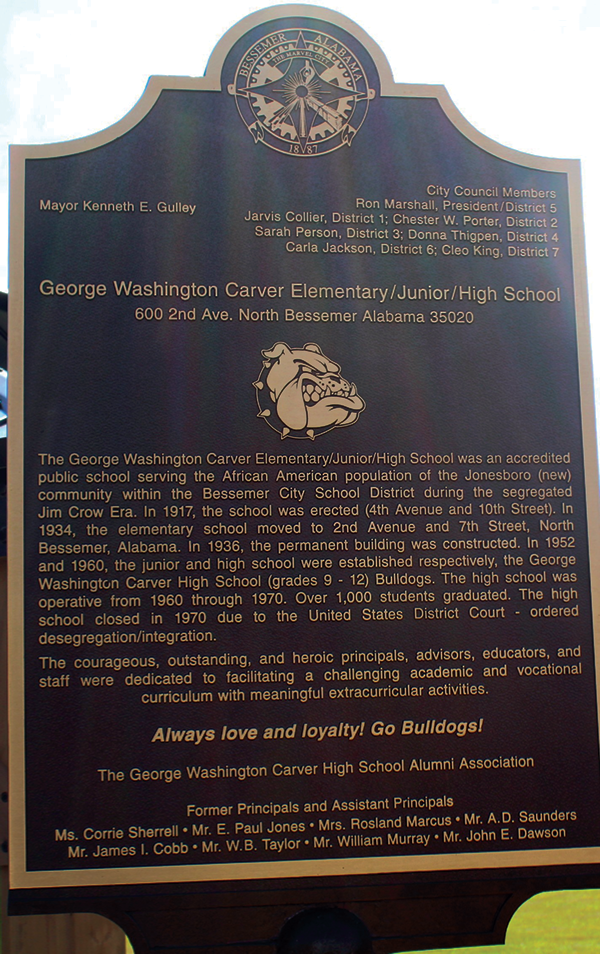 BESSEMER ALABAMA
THE MARVEL CITY
1887
Mayor Kenneth E. Gulley
City Council Members
Ron Marshall, President/District 5
Jarvis Collier, District 1; Chester W. Porter, District 2
Sarah Person, District 3; Donna Thigpen, District 4
Carla Jackson, District 6; Cleo King, District 7
George Washington Carver Elementary/Junior/High School
600 2nd Ave. North Bessemer Alabama 35020
The George Washington Carver Elementary/Junior/High School was an accredited
public school serving the African American population of the Jonesboro (new)
community within the Bessemer City School District during the segregated
Jim Crow Era. In 1917, the school was erected (4th Avenue and 10th Street). In
1934, the elementary school moved to 2nd Avenue and 7th Street, North
Bessemer, Alabama. In 1936, the permanent building was constructed. In 1952
and 1960, the junior and high school were established respectively, the George
Washington Carver High School (grades 9 - 12) Bulldogs. The high school was
operative from 1960 through 1970. Over 1,000 students graduated. The high
school closed in 1970 due to the United States District Court - ordered
desegregation/integration.
The courageous, outstanding, and heroic principals, advisors, educators, and
staff were dedicated to facilitating a challenging academic and vocational
curriculum with meaningful extracurricular activities.
Always love and loyalty! Go Bulldogs!
The George Washington Carver High School Alumni Association
Former Principals and Assistant Principals
Ms. Corrie Sherrell • Mr. E. Paul Jones • Mrs. Rosland Marcus • Mr. A.D. Saunders
Mr. James I. Cobb • Mr. W.B. Taylor • Mr. William Murray • Mr. John E. Dawson